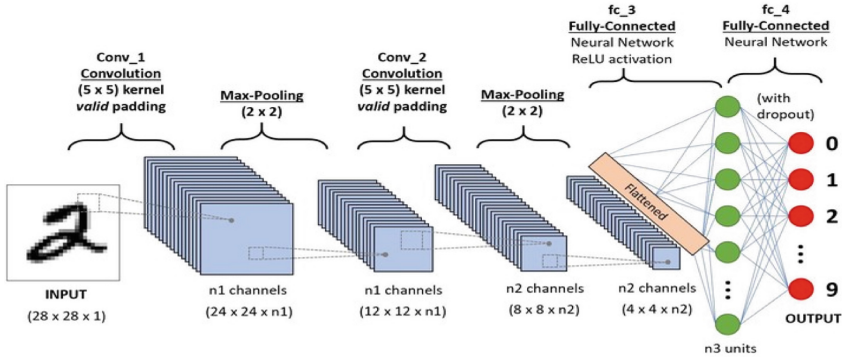 Conv_1
Convolution
(5 x 5) kernel
valid padding
Max-Pooling
(2 x 2)
Conv_2
Convolution
(5 x 5) kernel
valid padding
Max-Pooling
(2 x 2)
fc_3
Fully-Connected
Neural Network
ReLU activation
fc_4
Fully-Connected
Neural Network
(with
dropout)
INPUT
(28 x 28 x 1)
n1 channels
(24 x 24 x n1)
n1 channels
(12 x 12 x n1)
n2 channels
(8 x 8 x n2)
n2 channels
(4 x 4 x n2)
Flattened
n3 units
2
0
1
2
9
OUTPUT